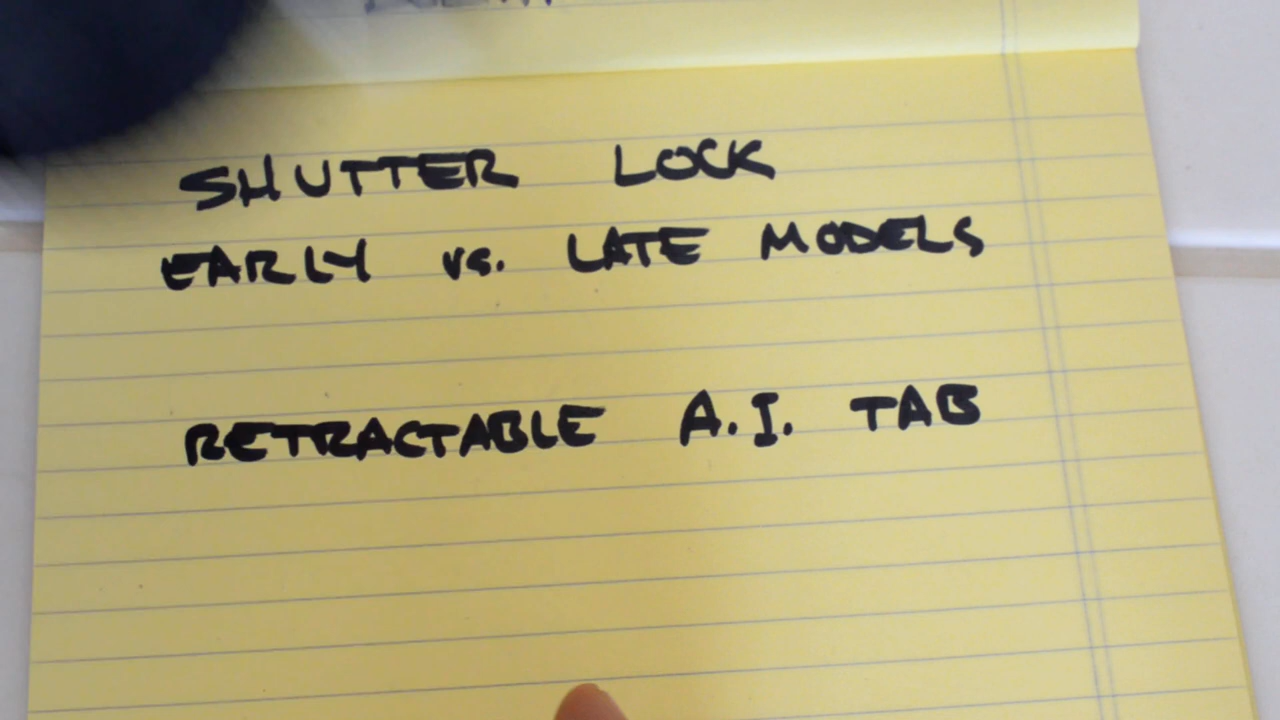 SHUTTER LOCK
EARLY vs. LATE MODELS
RETRACTABLE A.I. TAB